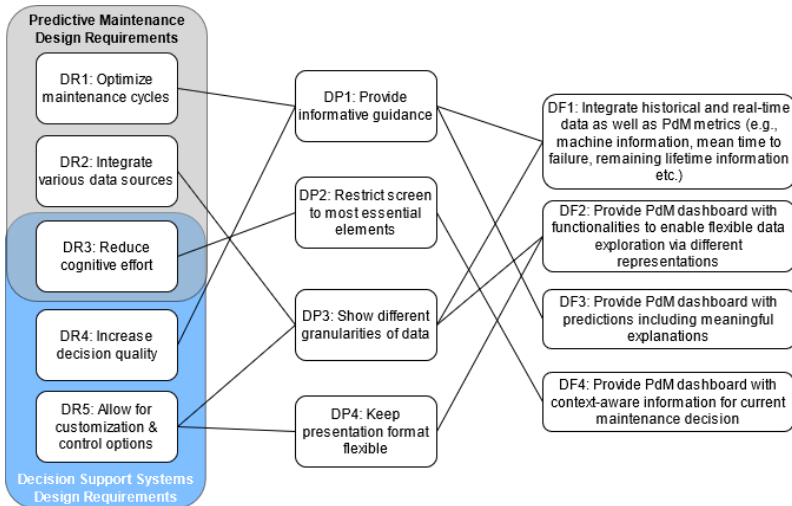 Predictive Maintenance
Design Requirements
DR1: Optimize
maintenance cycles
DR2: Integrate
various data sources
DR3: Reduce
cognitive effort
DR4: Increase
decision quality
DR5: Allow for
customization &
control options
Decision Support Systems
Design Requirements
DP1: Provide
informative guidance
DP2: Restrict screen
to most essential
elements
DP3: Show different
granularities of data
DP4: Keep
presentation format
flexible
DF1: Integrate historical and real-time
data as well as PdM metrics (e.g.,
machine information, mean time to
failure, remaining lifetime information
etc.)
DF2: Provide PdM dashboard with
functionalities to enable flexible data
exploration via different
representations
DF3: Provide PdM dashboard with
predictions including meaningful
explanations
DF4: Provide PdM dashboard with
context-aware information for current
maintenance decision